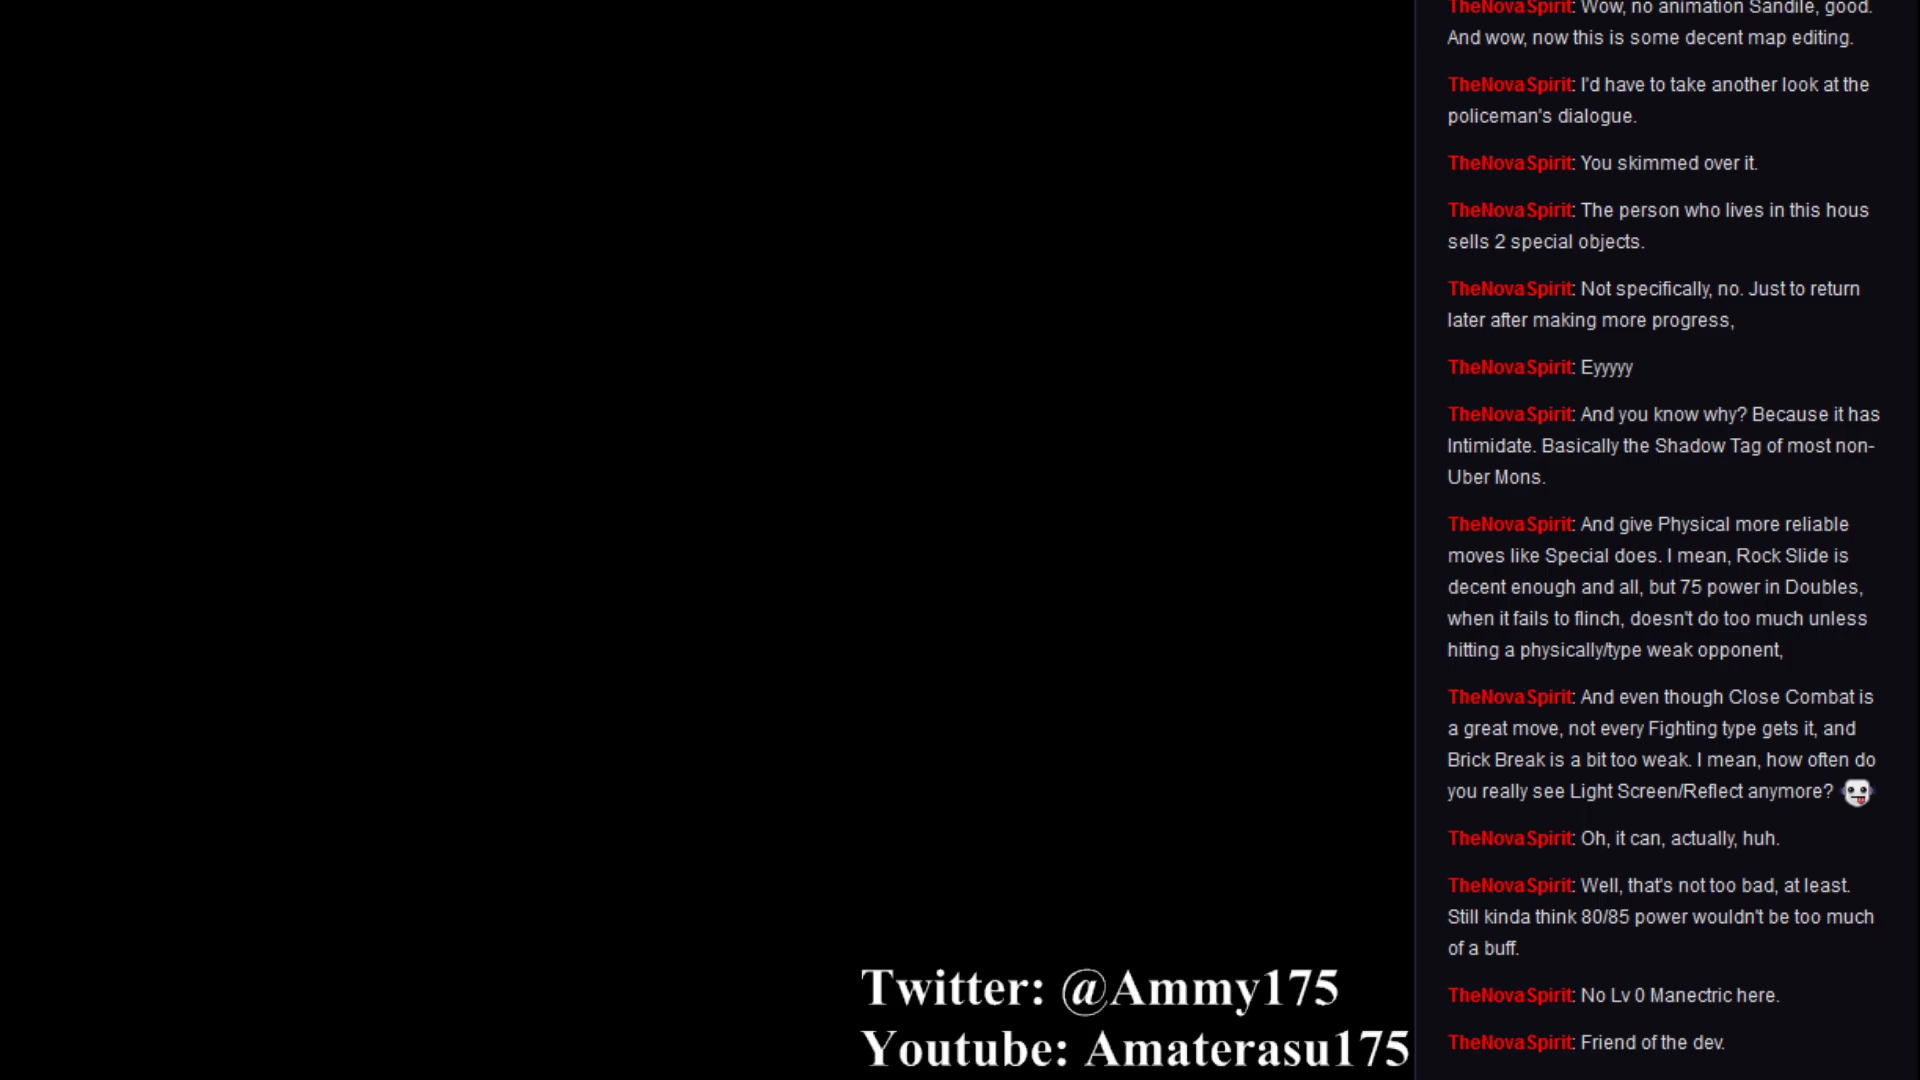 TheNovaSpirit: Wow, no animation Sandile, good.
And wow, now this is some decent map editing.
TheNovaSpirit: I'd have to take another look at the
policeman's dialogue.
TheNovaSpirit: You skimmed over it.
TheNovaSpirit: The person who lives in this hous
sells 2 special objects.
TheNovaSpirit: Not specifically, no. Just to return
later after making more progress,
TheNovaSpirit: Eyyyyy
TheNovaSpirit: And you know why? Because it has
Intimidate. Basically the Shadow Tag of most non-
Uber Mons.
TheNovaSpirit: And give Physical more reliable
moves like Special does. I mean, Rock Slide is
decent enough and all, but 75 power in Doubles,
when it fails to flinch, doesn't do too much unless
hitting a physically/type weak opponent,
TheNovaSpirit: And even though Close Combat is
a great move, not every Fighting type gets it, and
Brick Break is a bit too weak. I mean, how often do
you really see Light Screen/Reflect anymore?
TheNovaSpirit: Oh, it can, actually, huh.
TheNovaSpirit: Well, that's not too bad, at least.
Still kinda think 80/85 power wouldn't be too much
of a buff.
TheNovaSpirit: No Lv 0 Manectric here.
TheNovaSpirit: Friend of the dev.
Twitter: @Ammy175
Youtube: Amaterasu175